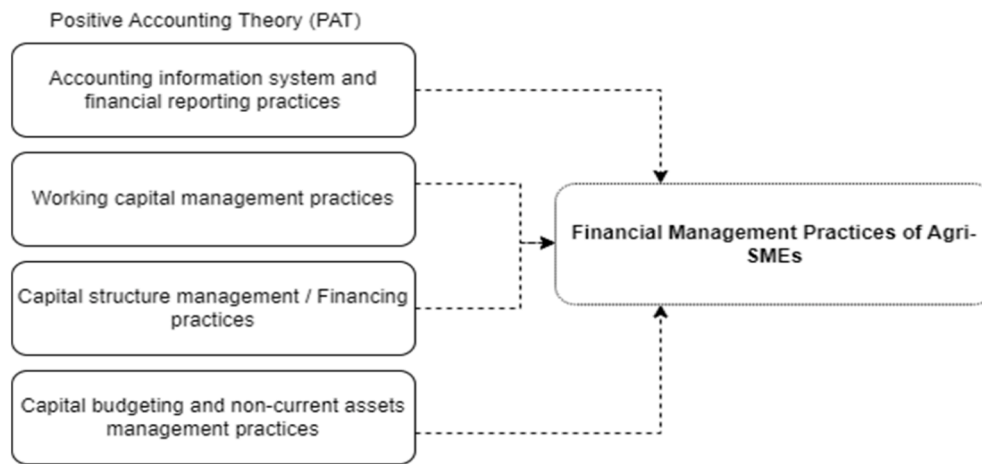 Positive Accounting Theory (PAT)
Accounting information system and
financial reporting practices
Working capital management practices
Capital structure management / Financing
practices
Capital budgeting and non-current assets
management practices
Financial Management Practices of Agri-
SMEs